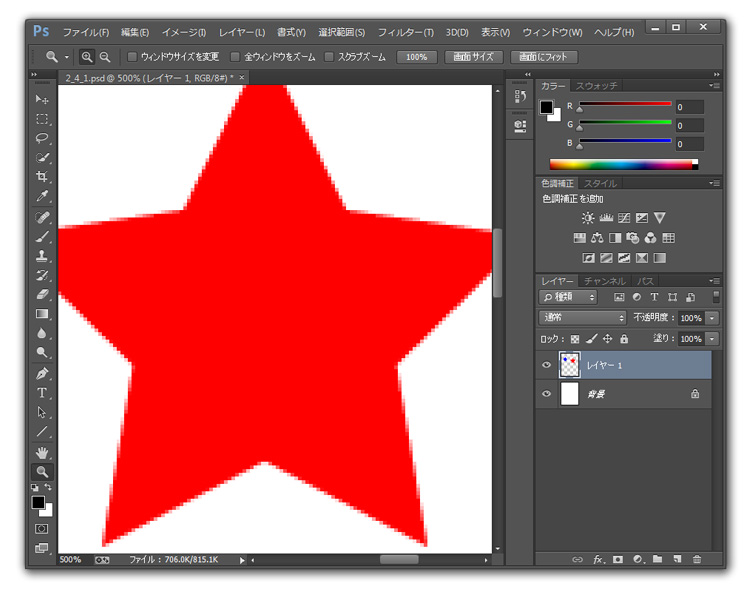 Ps ファイル(F) 編集(E) イメージ(I) レイヤー(L) 書式(Y) 選択範囲(S) フィルター(T) 3D(D) 表示(V) ウィンドウ(W) ヘルプ(H)
ウィンドウサイズを変更 全ウィンドウをズーム スクラブズーム 100% 画面サイズ 画面にフィット
2_4_1.psd @ 500% (レイヤー 1, RGB/8#) * ×
カラー スウォッチ
R 0
G 0
B 0
色調補正 スタイル
色調補正を追加
レイヤー チャンネル パス
種類
通常 不透明度 : 100%
ロック : 塗り : 100%
レイヤー 1
背景
500% ファイル : 706.0K/815.1K
fx